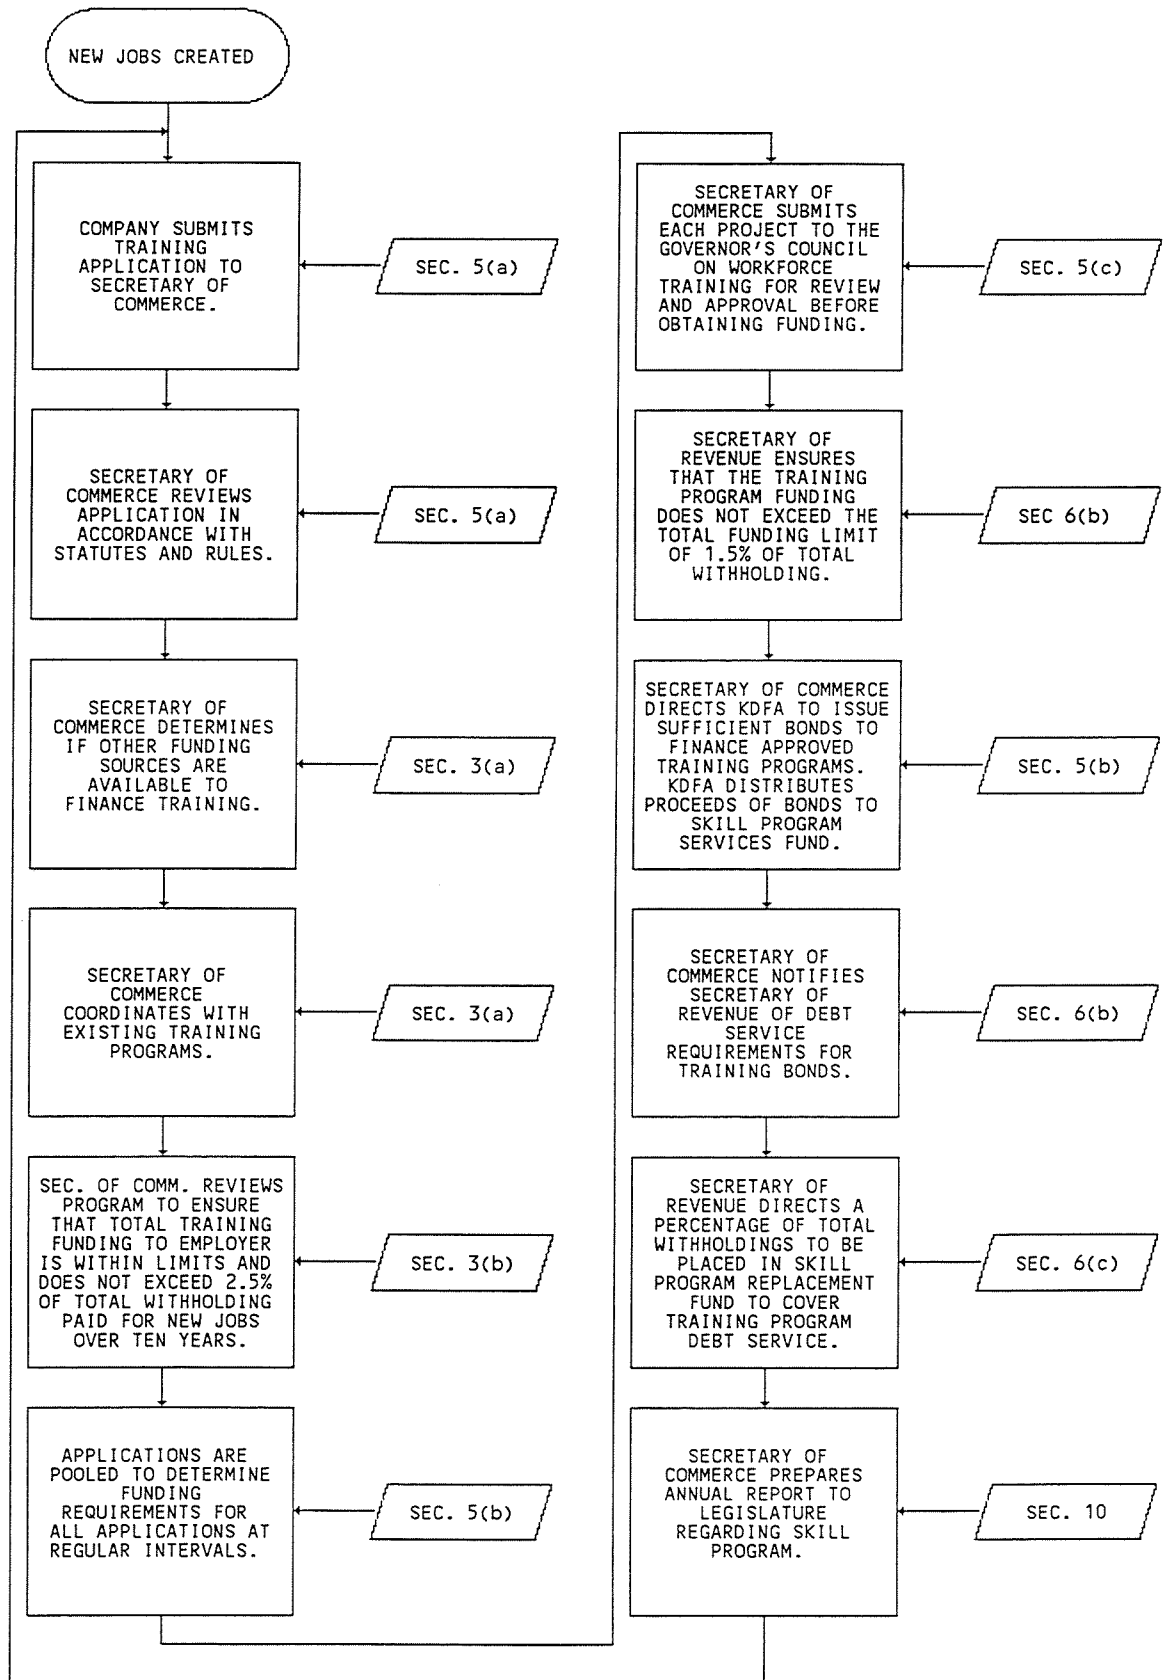 NEW JOBS CREATED
COMPANY SUBMITS
TRAINING
APPLICATION TO
SECRETARY OF
COMMERCE.
SEC. 5(a)
SECRETARY OF
COMMERCE REVIEWS
APPLICATION IN
ACCORDANCE WITH
STATUTES AND RULES.
SEC. 5(a)
SECRETARY OF
COMMERCE DETERMINES
IF OTHER FUNDING
SOURCES ARE
AVAILABLE TO
FINANCE TRAINING.
SEC. 3(a)
SECRETARY OF
COMMERCE
COORDINATES WITH
EXISTING TRAINING
PROGRAMS.
SEC. 3(a)
SEC. OF COMM. REVIEWS
PROGRAM TO ENSURE
THAT TOTAL TRAINING
FUNDING TO EMPLOYER
IS WITHIN LIMITS AND
DOES NOT EXCEED 2.5%
OF TOTAL WITHHOLDING
PAID FOR NEW JOBS
OVER TEN YEARS.
SEC. 3(b)
APPLICATIONS ARE
POOLED TO DETERMINE
FUNDING
REQUIREMENTS FOR
ALL APPLICATIONS AT
REGULAR INTERVALS.
SEC. 5(b)
SECRETARY OF
COMMERCE SUBMITS
EACH PROJECT TO THE
GOVERNOR'S COUNCIL
ON WORKFORCE
TRAINING FOR REVIEW
AND APPROVAL BEFORE
OBTAINING FUNDING.
SEC. 5(c)
SECRETARY OF
REVENUE ENSURES
THAT THE TRAINING
PROGRAM FUNDING
DOES NOT EXCEED THE
TOTAL FUNDING LIMIT
OF 1.5% OF TOTAL
WITHHOLDING.
SEC 6(b)
SECRETARY OF COMMERCE
DIRECTS KDFA TO ISSUE
SUFFICIENT BONDS TO
FINANCE APPROVED
TRAINING PROGRAMS.
KDFA DISTRIBUTES
PROCEEDS OF BONDS TO
SKILL PROGRAM
SERVICES FUND.
SEC. 5(b)
SECRETARY OF
COMMERCE NOTIFIES
SECRETARY OF
REVENUE OF DEBT
SERVICE
REQUIREMENTS FOR
TRAINING BONDS.
SEC. 6(b)
SECRETARY OF
REVENUE DIRECTS A
PERCENTAGE OF TOTAL
WITHHOLDINGS TO BE
PLACED IN SKILL
PROGRAM REPLACEMENT
FUND TO COVER
TRAINING PROGRAM
DEBT SERVICE.
SEC. 6(c)
SECRETARY OF
COMMERCE PREPARES
ANNUAL REPORT TO
LEGISLATURE
REGARDING SKILL
PROGRAM.
SEC. 10